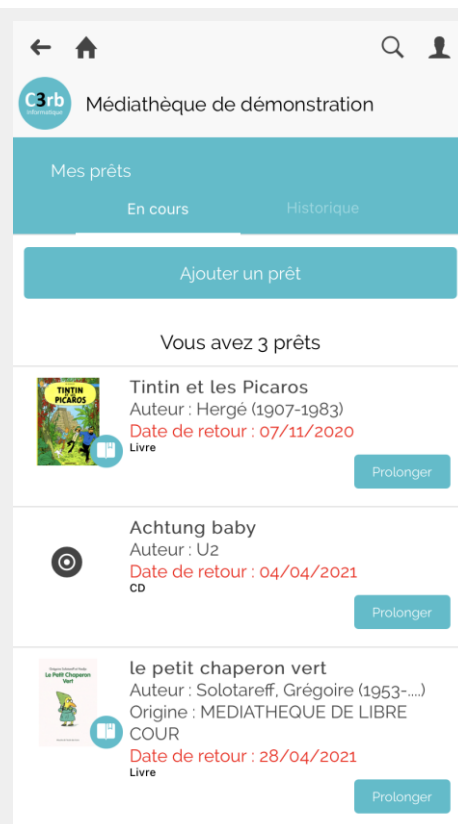 C3rb
informatique
Médiathèque de démonstration
Mes prêts
En cours
Historique
Ajouter un prêt
Vous avez 3 prêts
TINTIN
ET LES
PICAROS
Tintin et les Picaros
Auteur : Hergé (1907-1983)
Date de retour : 07/11/2020
Livre
Prolonger
Achtung baby
Auteur : U2
Date de retour : 04/04/2021
CD
Prolonger
Le Petit Chaperon
Vert
le petit chaperon vert
Auteur : Solotareff, Grégoire (1953-....)
Origine : MEDIATHEQUE DE LIBRE
COUR
Date de retour : 28/04/2021
Livre
Prolonger